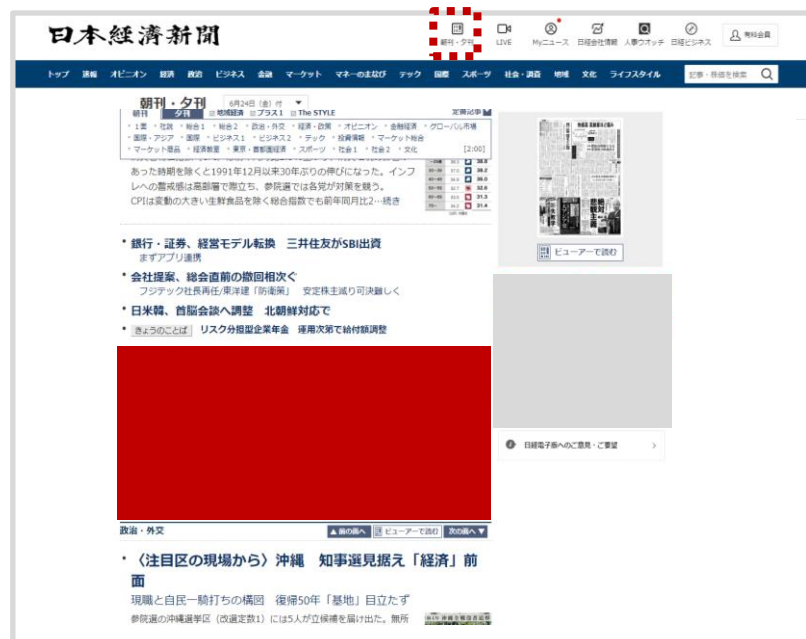 日本経済新聞
朝刊・夕刊 LIVE Myニュース 日経会社情報 人事ウオッチ 日経ビジネス 有料会員
トップ 速報 オピニオン 経済 政治 ビジネス 金融 マーケット マネーのまなび テック 国際 スポーツ 社会・調査 地域 文化 ライフスタイル 記事・株価を検索
朝刊・夕刊 6月24日(金)付 ▼
朝刊 夕刊 地域経済 プラス1 The STYLE 定期記事
・1面 ・社説 ・総合1 ・総合2 ・政治・外交 ・経済・政策 ・オピニオン ・金融経済 ・グローバル市場
・国際・アジア ・国際 ・ビジネス1 ・ビジネス2 ・テック ・投資情報 ・マーケット総合
・マーケット商品 ・経済教室 ・東京・首都圏経済 ・スポーツ ・社会1 ・社会2 ・文化 [2:00]
あった時期を除くと1991年12月以来30年ぶりの伸びになった。インフ
レへの警戒感は高部署で際立ち、参院選では各党が対策を競う。
CPIは変動の大きい生鮮食品を除く総合指数でも前年同月比2…続き
ビューアーで読む
・銀行・証券、経営モデル転換 三井住友がSBI出資
まずアプリ連携
・会社提案、総会直前の撤回相次ぐ
フジテック社長再任/東洋建「防衛策」 安定株主減り可決難しく
・日米韓、首脳会談へ調整 北朝鮮対応で
・きょうのことば リスク分担型企業年金 運用次第で給付額調整
日経電子版へのご意見・ご要望 >
政治・外交 ▲前の面へ ビューアーで読む 次の面へ▼
・〈注目区の現場から〉沖縄 知事選見据え「経済」前
面
現職と自民一騎打ちの構図 復帰50年「基地」目立たず
参院選の沖縄選挙区(改選定数1)には5人が立候補を届け出た。無所